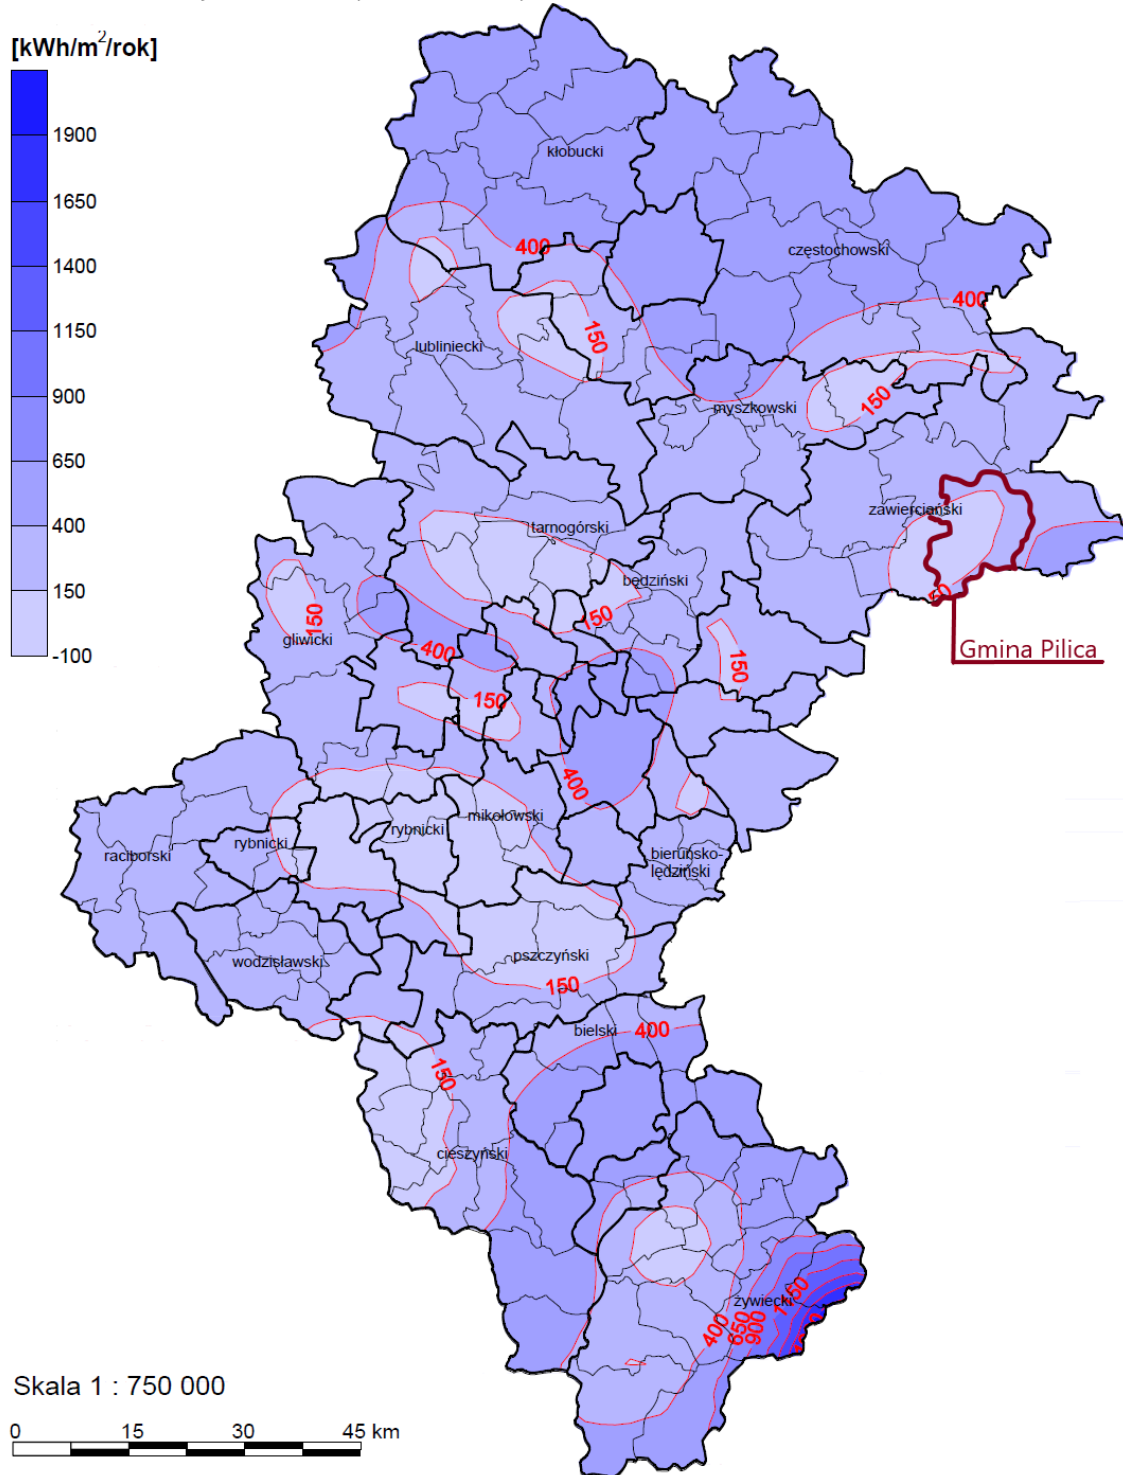 [kWh/m²/rok]
1900
1650
1400
1150
900
650
400
150
-100
kłobucki
częstochowski
400
400
150
lubliniecki
myszkowski
150
zawierciański
tarnogórski
będziński
150
50
150
gliwicki
400
150
Gmina Pilica
150
400
mikołowski
rybnicki
rybnicki
raciborski
bieruńsko-
lędziński
pszczyński
wodzisławski
150
bielski
400
150
cieszyński
żywiecki
1150
400
650
900
Skala 1 : 750 000
0 15 30 45 km